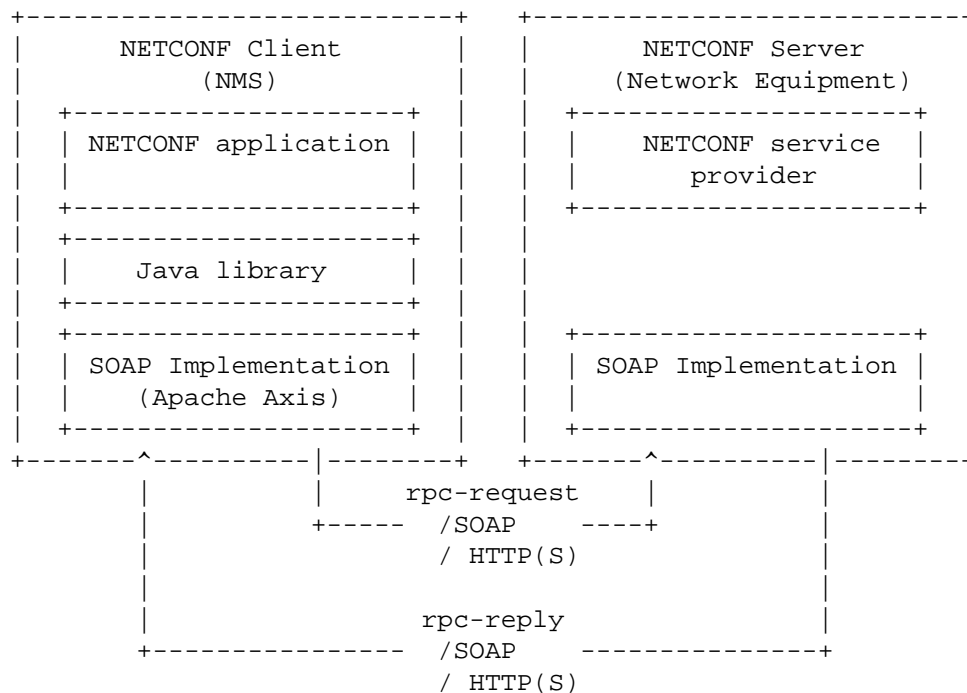 NETCONF Client
(NMS)
NETCONF application
Java library
SOAP Implementation
(Apache Axis)
NETCONF Server
(Network Equipment)
NETCONF service
provider
SOAP Implementation
rpc-request
/SOAP
/ HTTP(S)
rpc-reply
/SOAP
/ HTTP(S)